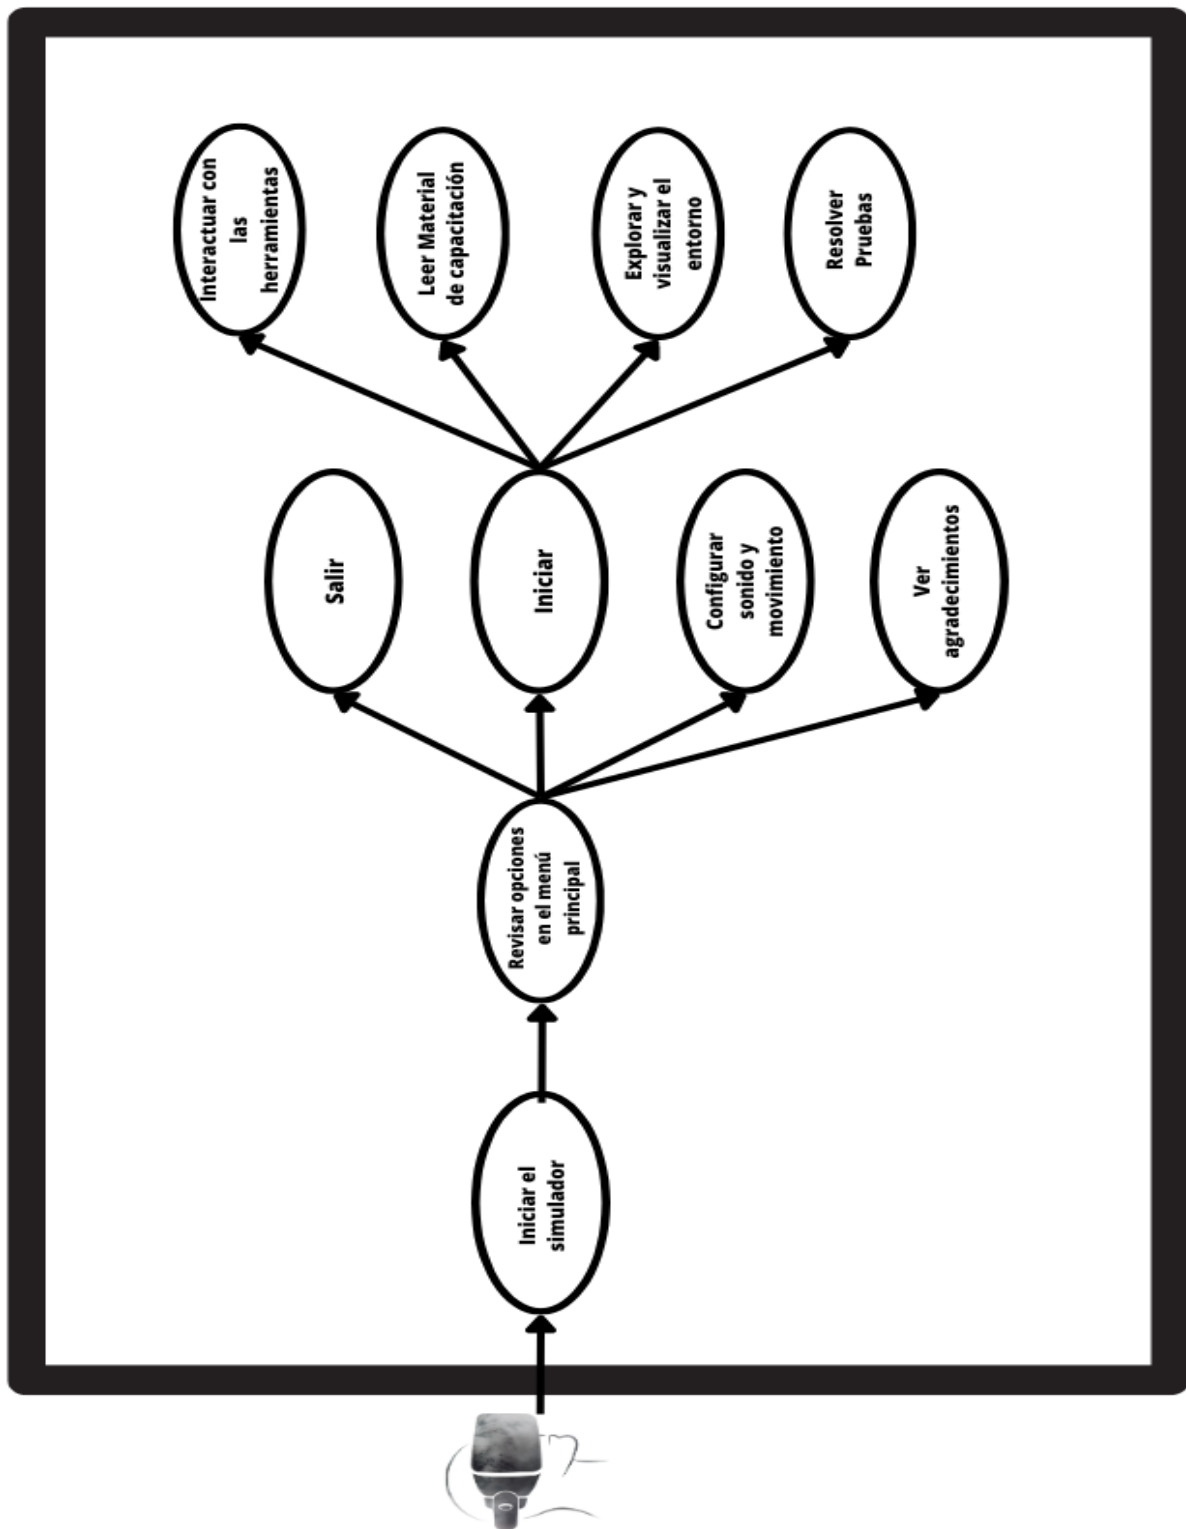 Iniciar el
simulador
Revisar opciones
en el menú
principal
Salir
Iniciar
Configurar
sonido y
movimiento
Ver
agradecimientos
Interactuar con
las
herramientas
Leer Material
de capacitación
Explorar y
visualizar el
entorno
Resolver
Pruebas